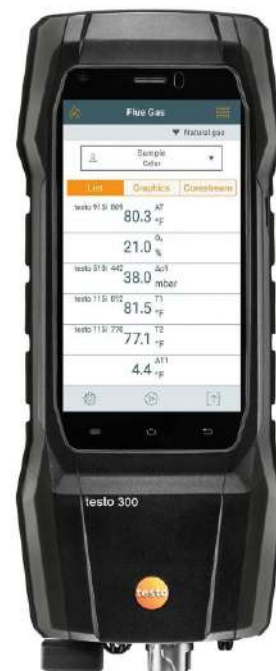 Flue Gas
Natural gas
Sample
Cellar
List Graphics Corestream
testo 915i 869 80.3 AT °F
21.0 O₂ %
testo 510i 442 38.0 Δp1 mbar
testo 115i 812 81.5 T1 °F
testo 115i 776 77.1 T2 °F
4.4 ΔT1 °F
testo 300
testo